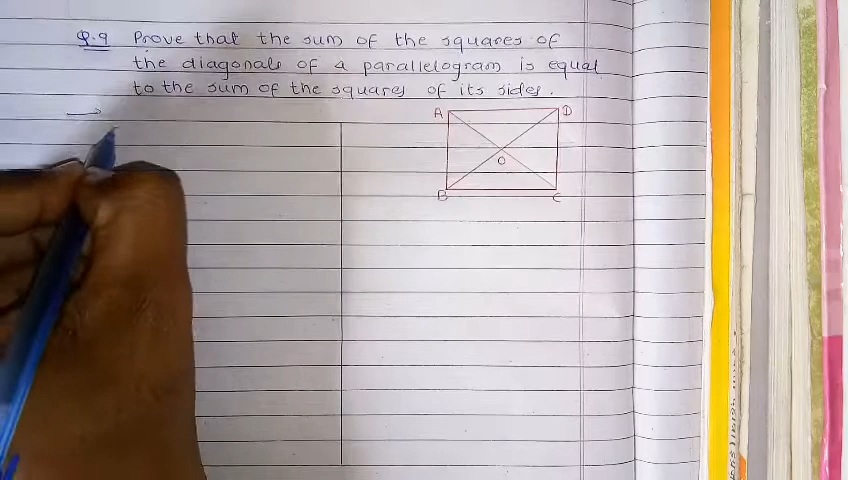 Q.9 Prove that the sum of the squares of
the diagonals of a parallelogram is equal
to the sum of the squares of its sides.
→
A D
O
B C